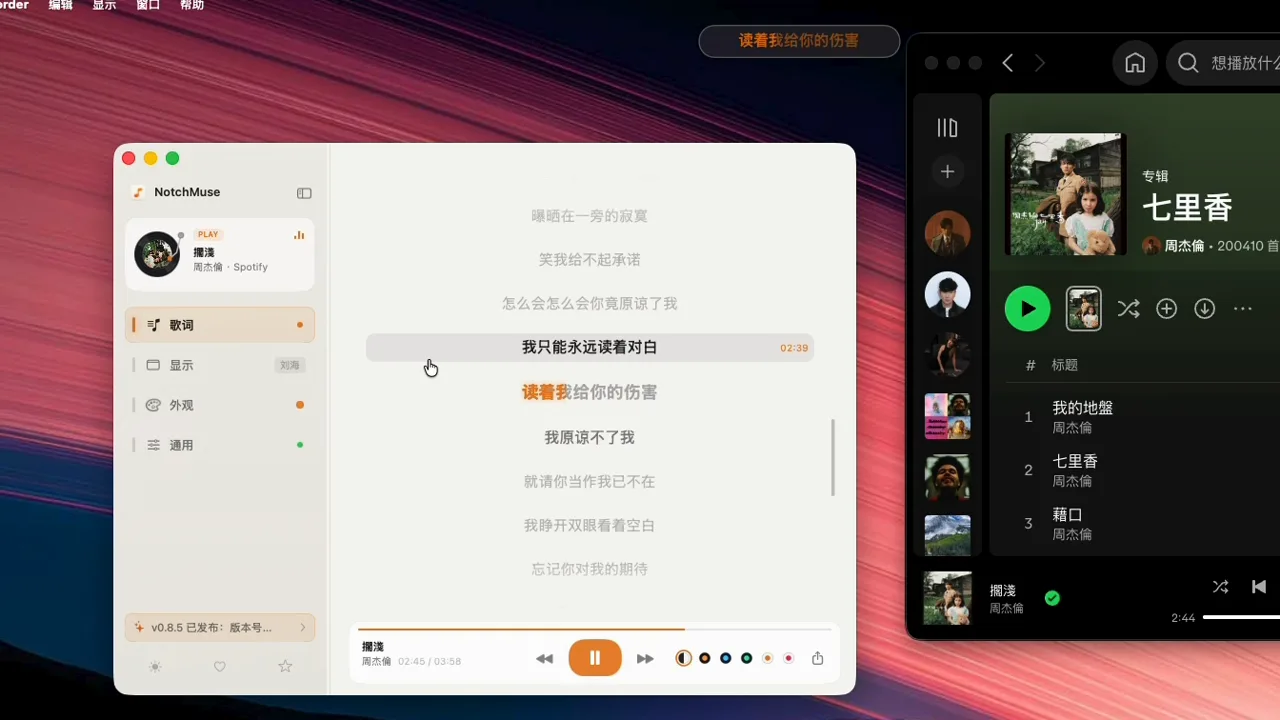 order 编辑 显示 窗口 帮助
读着我给你的伤害
NotchMuse
PLAY
擱淺
周杰倫 · Spotify
歌词
显示 刘海
外观
通用
v0.8.5 已发布：版本号...
曝晒在一旁的寂寞
笑我给不起承诺
怎么会怎么会你竟原谅了我
我只能永远读着对白 02:39
读着我给你的伤害
我原谅不了我
就请你当作我已不在
我睁开双眼看着空白
忘记你对我的期待
擱淺
周杰倫 02:45 / 03:58
想播放什么
专辑
七里香
周杰倫 • 200410 首
# 标题
1 我的地盤
周杰倫
2 七里香
周杰倫
3 藉口
周杰倫
擱淺
周杰倫
2:44